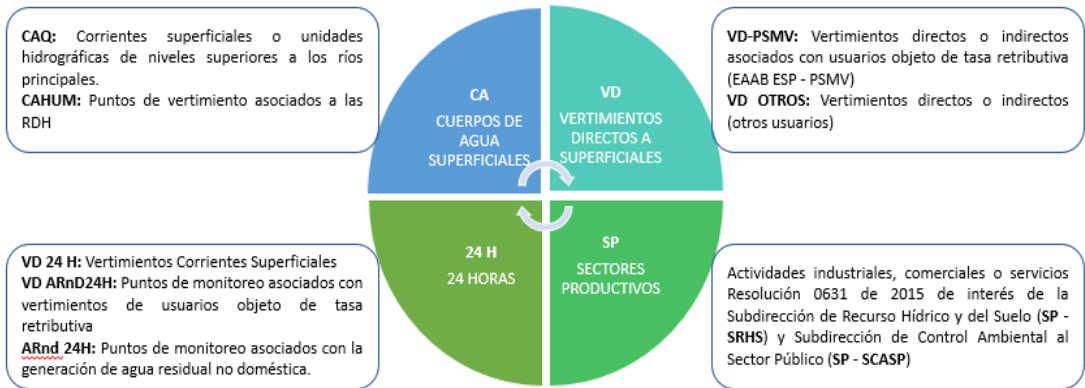 CAQ: Corrientes superficiales o unidades
hidrográficas de niveles superiores a los ríos
principales.
CAHUM: Puntos de vertimiento asociados a las
RDH
CA
CUERPOS DE
AGUA
SUPERFICIALES
VD
VERTIMIENTOS
DIRECTOS A
SUPERFICIALES
VD-PSMV: Vertimientos directos o indirectos
asociados con usuarios objeto de tasa retributiva
(EAAB ESP - PSMV)
VD OTROS: Vertimientos directos o indirectos
(otros usuarios)
VD 24 H: Vertimientos Corrientes Superficiales
VD ARnD24H: Puntos de monitoreo asociados con
vertimientos de usuarios objeto de tasa
retributiva
ARnd 24H: Puntos de monitoreo asociados con la
generación de agua residual no doméstica.
24 H
24 HORAS
SP
SECTORES
PRODUCTIVOS
Actividades industriales, comerciales o servicios
Resolución 0631 de 2015 de interés de la
Subdirección de Recurso Hídrico y del Suelo (SP -
SRHS) y Subdirección de Control Ambiental al
Sector Público (SP - SCASP)